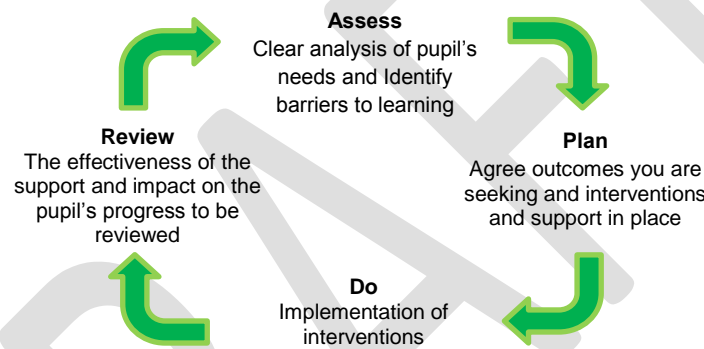 Assess
Clear analysis of pupil's
needs and Identify
barriers to learning
Plan
Agree outcomes you are
seeking and interventions
and support in place
Do
Implementation of
interventions
Review
The effectiveness of the
support and impact on the
pupil's progress to be
reviewed